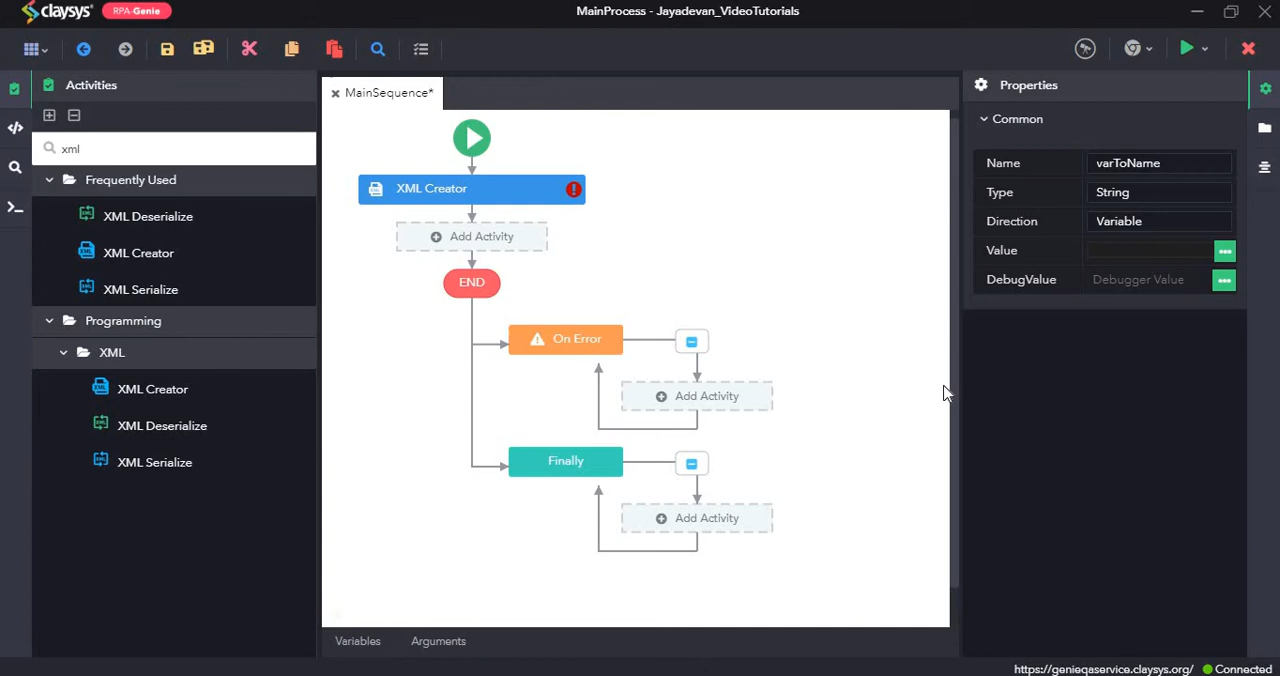 claysys RPA-Genie MainProcess - Jayadevan_VideoTutorials
Activities
xml
Frequently Used
XML Deserialize
XML Creator
XML Serialize
Programming
XML
XML Creator
XML Deserialize
XML Serialize
MainSequence*
XML Creator
Add Activity
END
On Error
Add Activity
Finally
Add Activity
Variables Arguments
Properties
Common
Name varToName
Type String
Direction Variable
Value
DebugValue Debugger Value
https://genieqaservice.claysys.org/ Connected